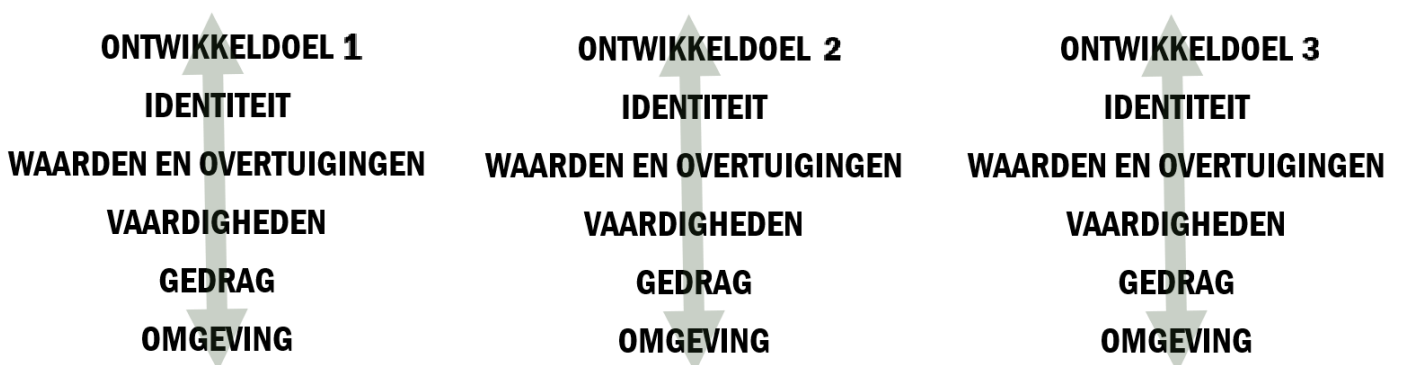 ONTWIKKELDOEL 1
IDENTITEIT
WAARDEN EN OVERTUIGINGEN
VAARDIGHEDEN
GEDRAG
OMGEVING
ONTWIKKELDOEL 2
IDENTITEIT
WAARDEN EN OVERTUIGINGEN
VAARDIGHEDEN
GEDRAG
OMGEVING
ONTWIKKELDOEL 3
IDENTITEIT
WAARDEN EN OVERTUIGINGEN
VAARDIGHEDEN
GEDRAG
OMGEVING